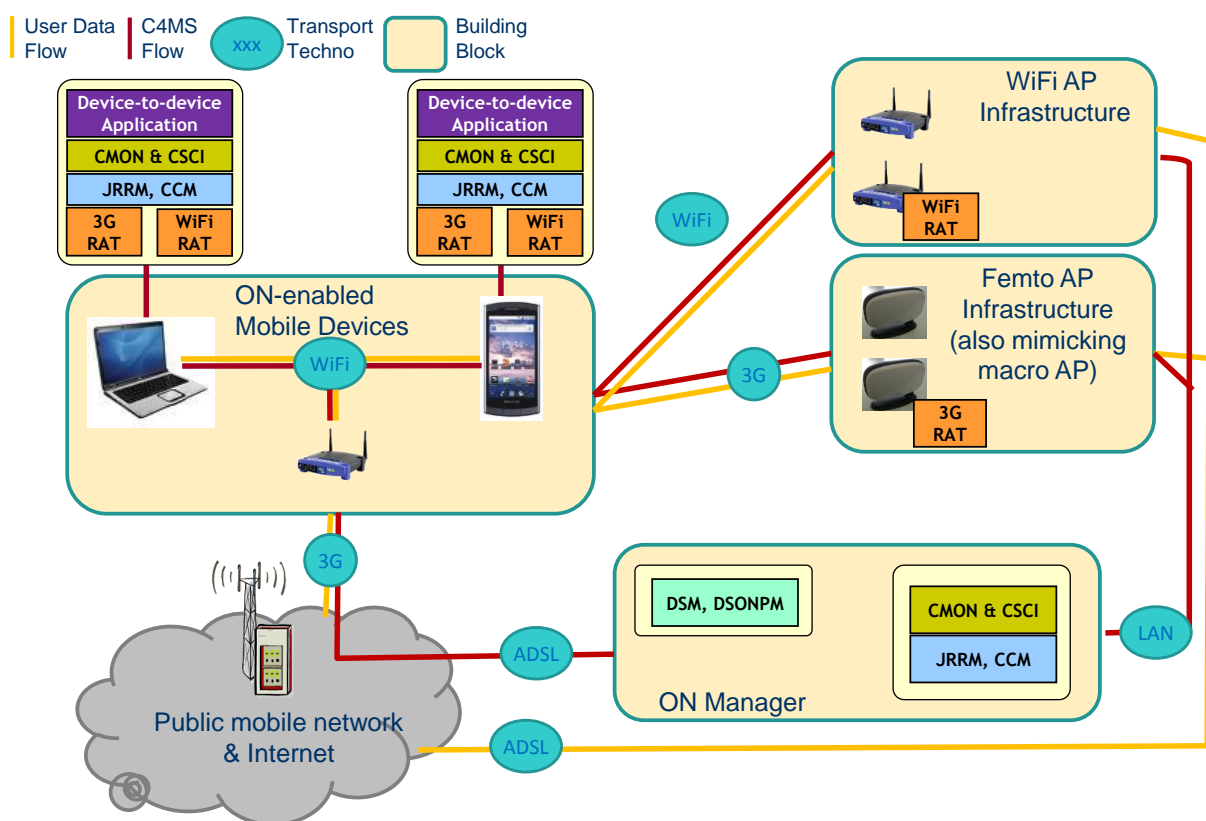 User Data
Flow
C4MS
Flow
xxx
Transport
Techno
Building
Block
Device-to-device
Application
CMON & CSCI
JRRM, CCM
3G
RAT
WiFi
RAT
Device-to-device
Application
CMON & CSCI
JRRM, CCM
3G
RAT
WiFi
RAT
WiFi AP
Infrastructure
WiFi
RAT
WiFi
ON-enabled
Mobile Devices
WiFi
Femto AP
Infrastructure
(also mimicking
macro AP)
3G
RAT
3G
3G
DSM, DSONPM
CMON & CSCI
JRRM, CCM
ON Manager
LAN
ADSL
Public mobile network
& Internet
ADSL